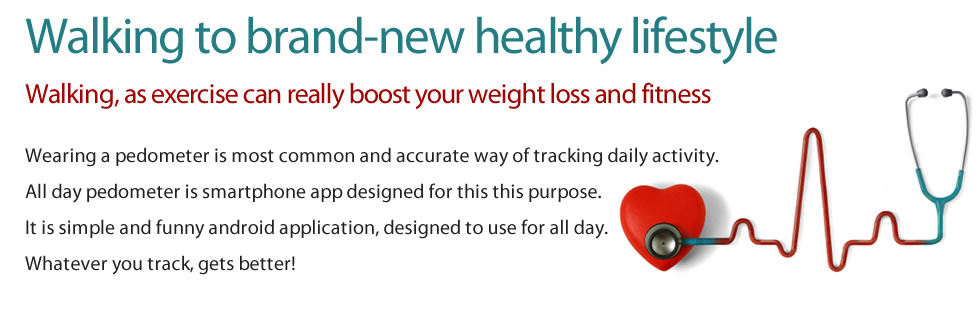 Walking to brand-new healthy lifestyle
Walking, as exercise can really boost your weight loss and fitness
Wearing a pedometer is most common and accurate way of tracking daily activity.
All day pedometer is smartphone app designed for this this purpose.
It is simple and funny android application, designed to use for all day.
Whatever you track, gets better!